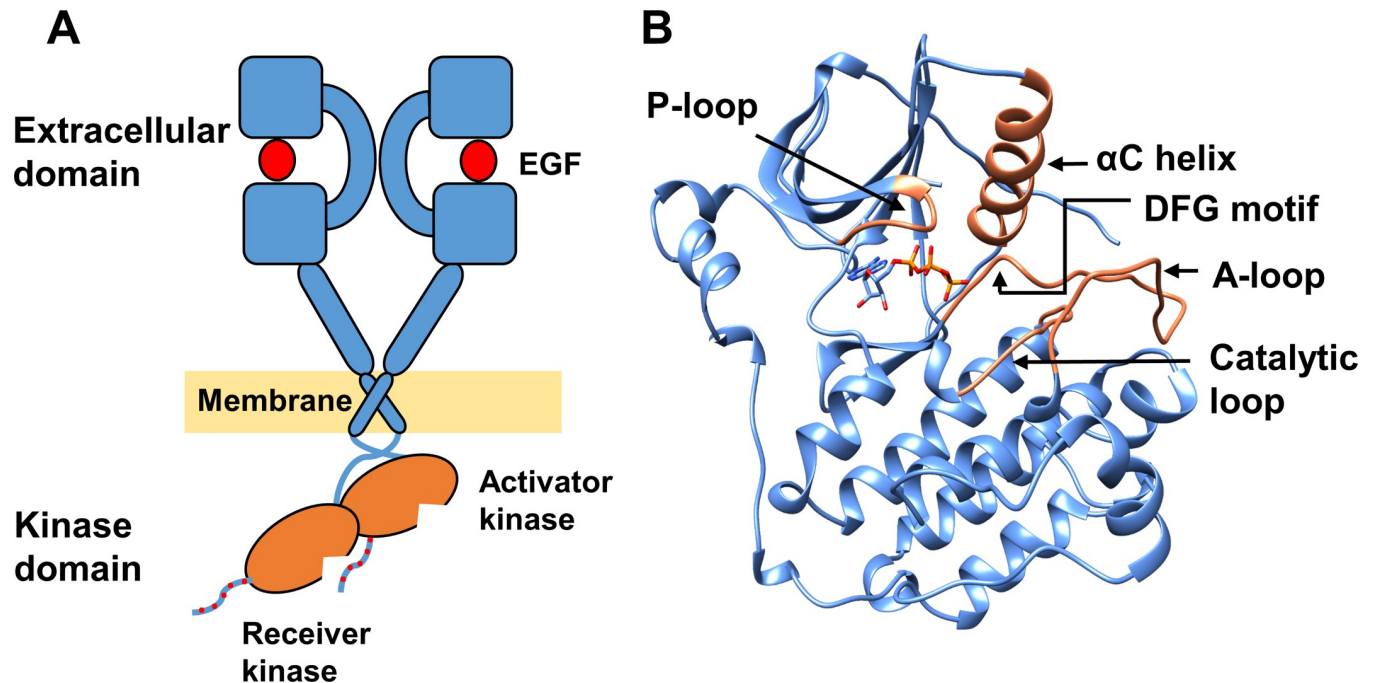 A
Extracellular
domain
EGF
Membrane
Activator
kinase
Kinase
domain
Receiver
kinase
B
P-loop
αC helix
DFG motif
A-loop
Catalytic
loop